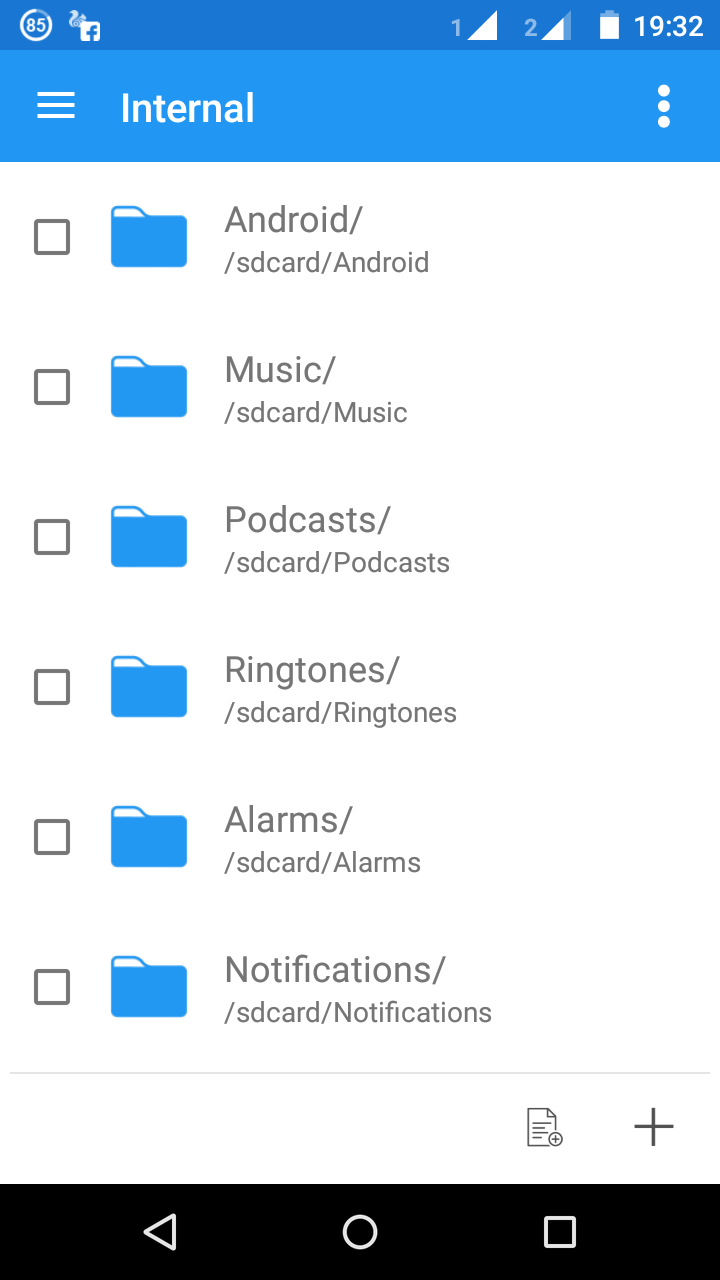 85
1
2
19:32
Internal
Android/
/sdcard/Android
Music/
/sdcard/Music
Podcasts/
/sdcard/Podcasts
Ringtones/
/sdcard/Ringtones
Alarms/
/sdcard/Alarms
Notifications/
/sdcard/Notifications